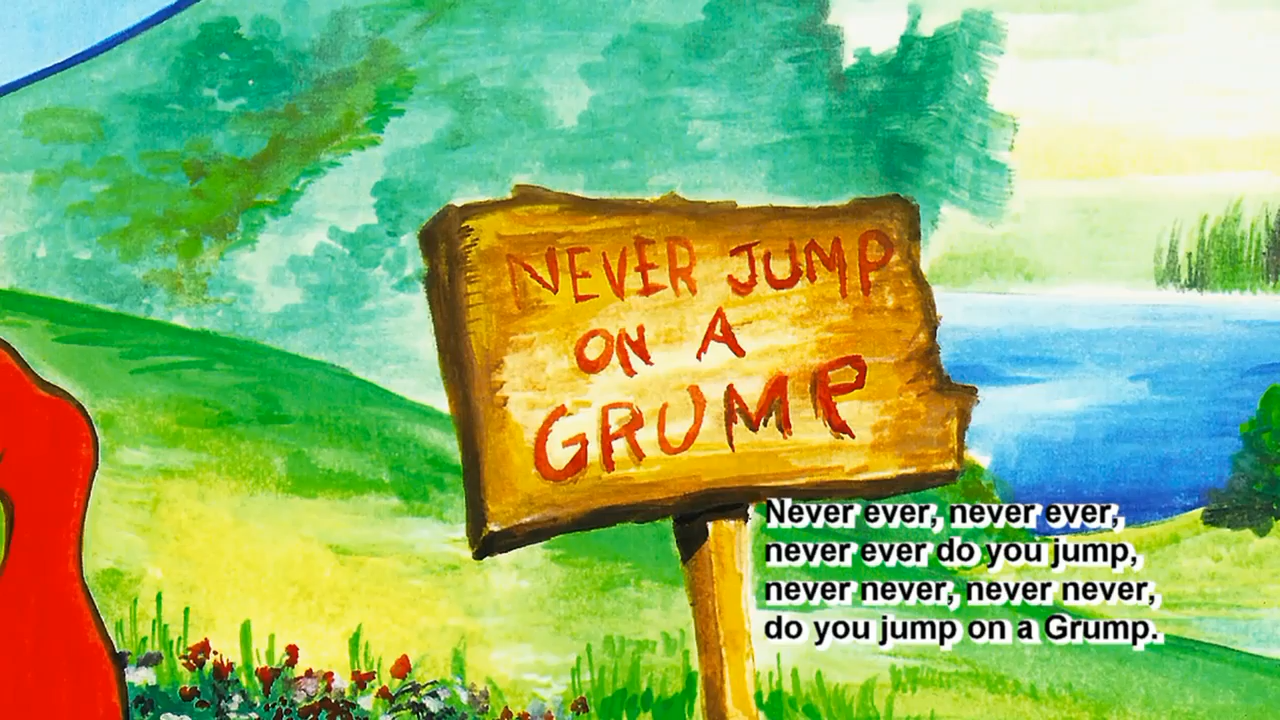 NEVER JUMP
ON A
GRUMP
Never ever, never ever,
never ever do you jump,
never never, never never,
do you jump on a Grump.